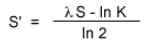 S' = λS - ln K / ln 2